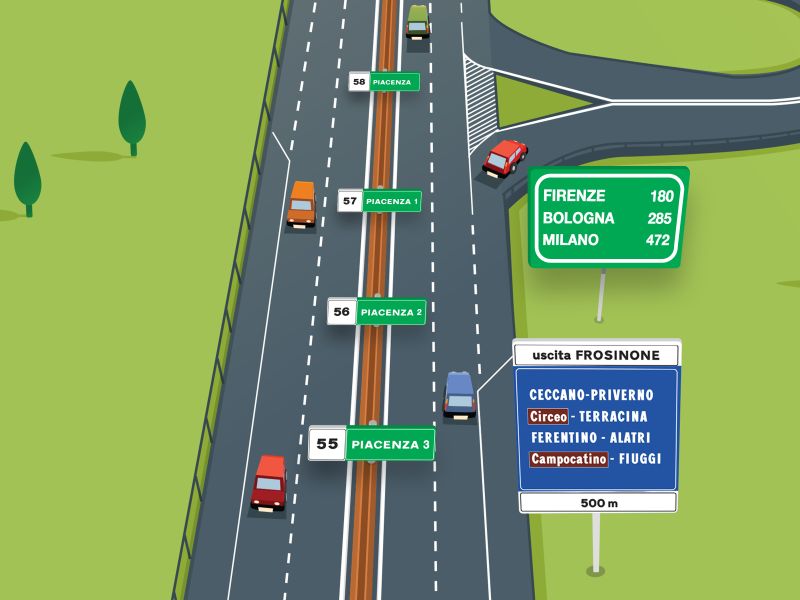 58 PIACENZA
57 PIACENZA 1
56 PIACENZA 2
55 PIACENZA 3
FIRENZE 180
BOLOGNA 285
MILANO 472
uscita FROSINONE
CECCANO-PRIVERNO
Circeo - TERRACINA
FERENTINO - ALATRI
Campocatino - FIUGGI
500 m